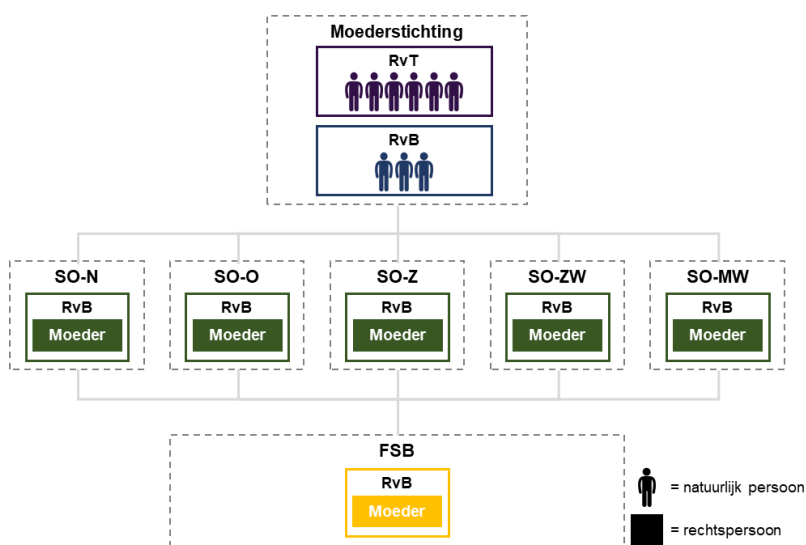 Moederstichting
RvT
RvB
SO-N
SO-O
SO-Z
SO-ZW
SO-MW
RvB
RvB
RvB
RvB
RvB
Moeder
Moeder
Moeder
Moeder
Moeder
FSB
RvB
Moeder
= natuurlijk persoon
= rechtspersoon